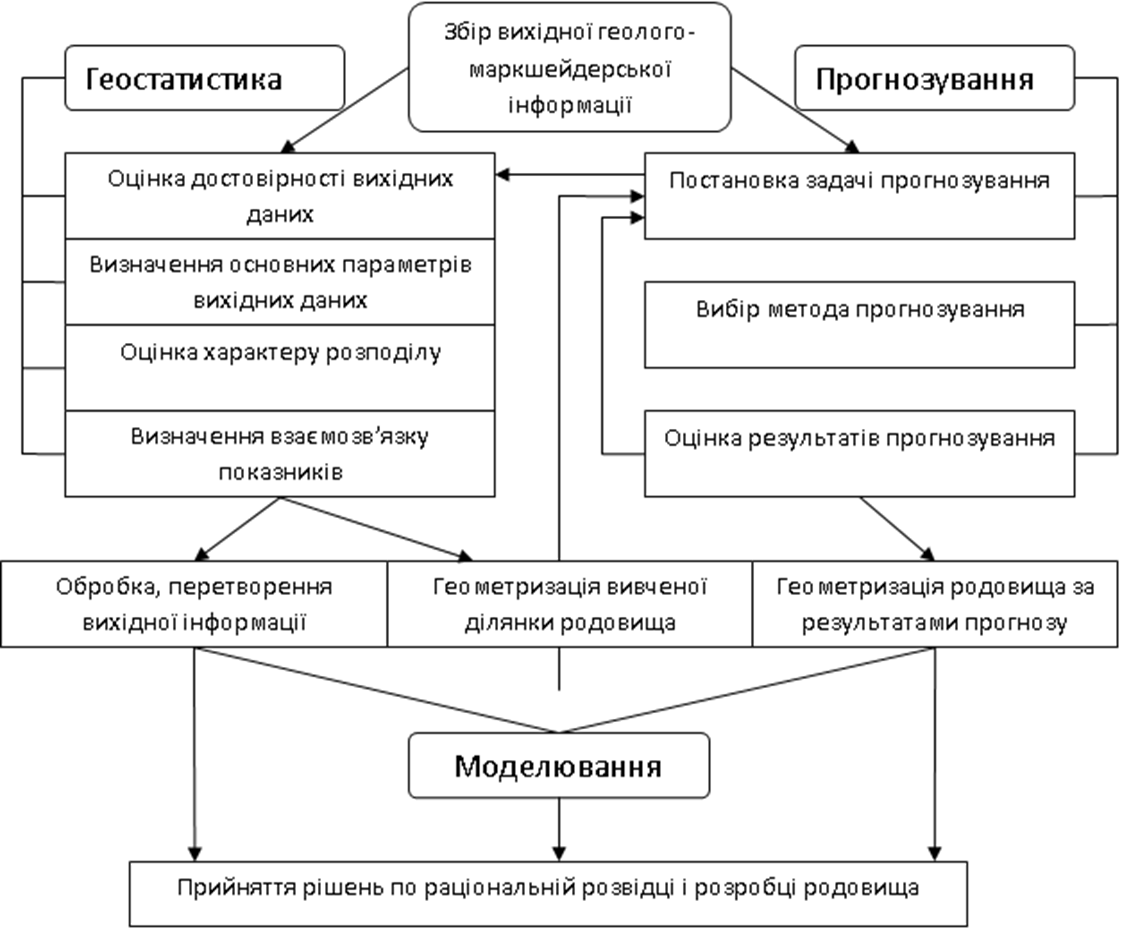 Збір вихідної геолого-
маркшейдерської
інформації
Геостатистика
Прогнозування
Оцінка достовірності вихідних
даних
Визначення основних параметрів
вихідних даних
Оцінка характеру розподілу
Визначення взаємозв’язку
показників
Постановка задачі прогнозування
Вибір метода прогнозування
Оцінка результатів прогнозування
Обробка, перетворення
вихідної інформації
Геометризація вивченої
ділянки родовища
Геометризація родовища за
результатами прогнозу
Моделювання
Прийняття рішень по раціональній розвідці і розробці родовища